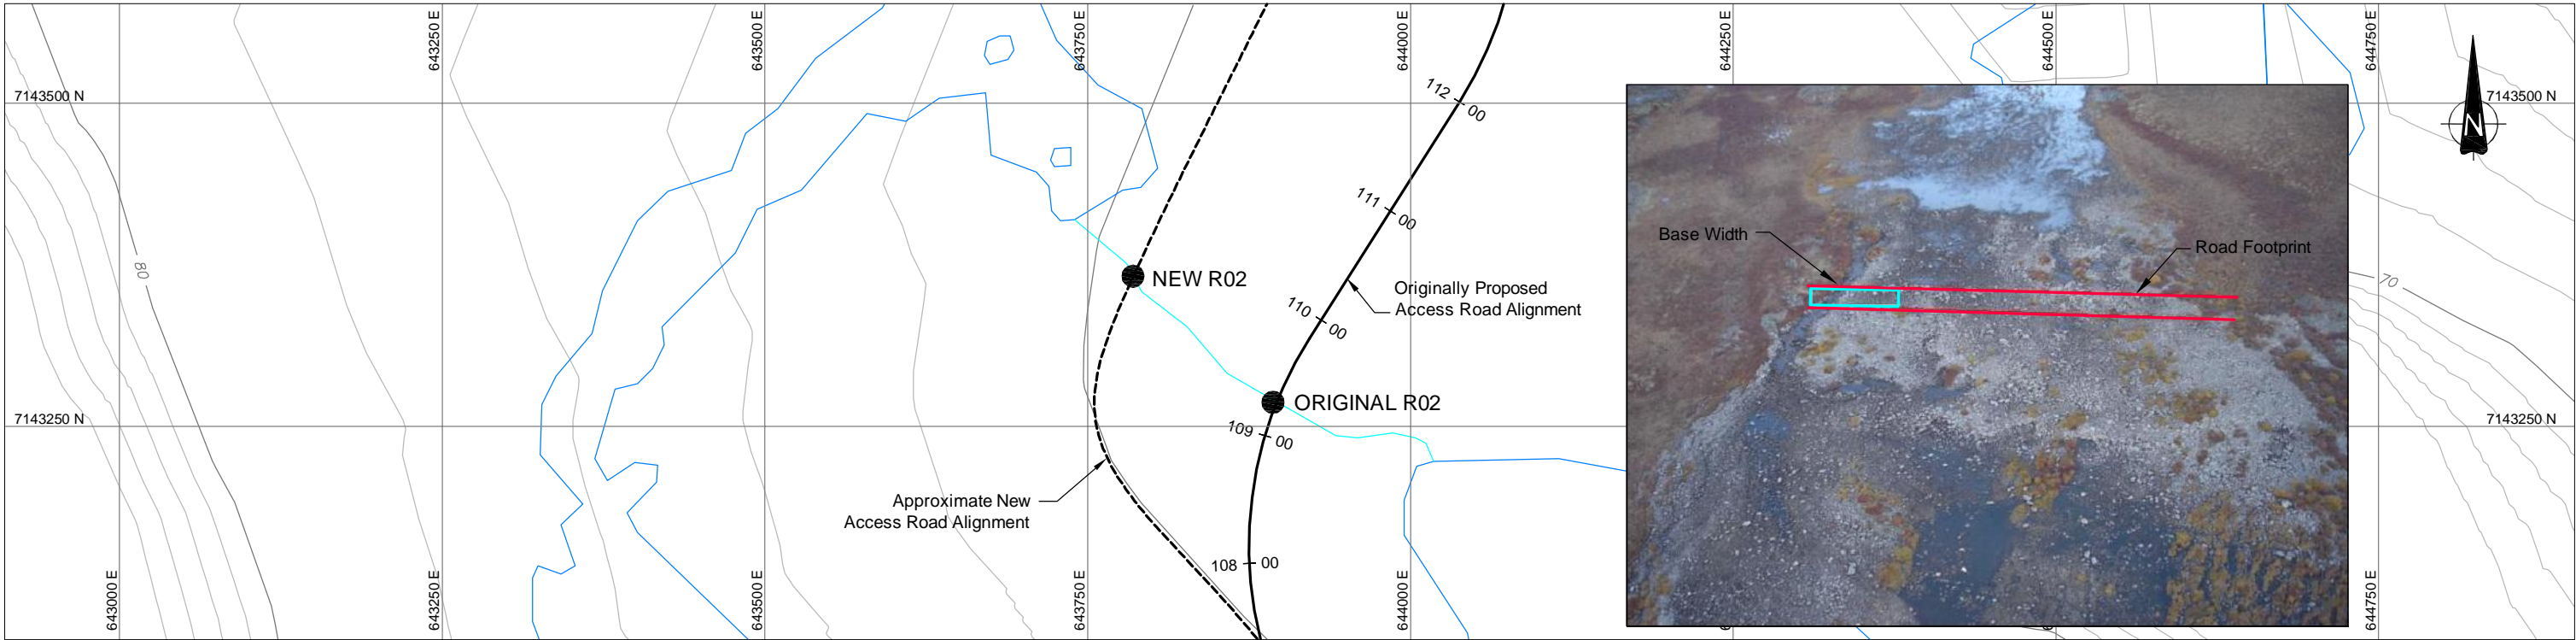 643250 E
643500 E
643750 E
644000 E
644250 E
644500 E
644750 E
7143500 N
7143500 N
N
112 00
111 00
Base Width
Road Footprint
80
NEW R02
70
Originally Proposed
Access Road Alignment
110 00
ORIGINAL R02
7143250 N
7143250 N
109 00
Approximate New
Access Road Alignment
108 00
643000 E
643250 E
643500 E
643750 E
644000 E
644750 E